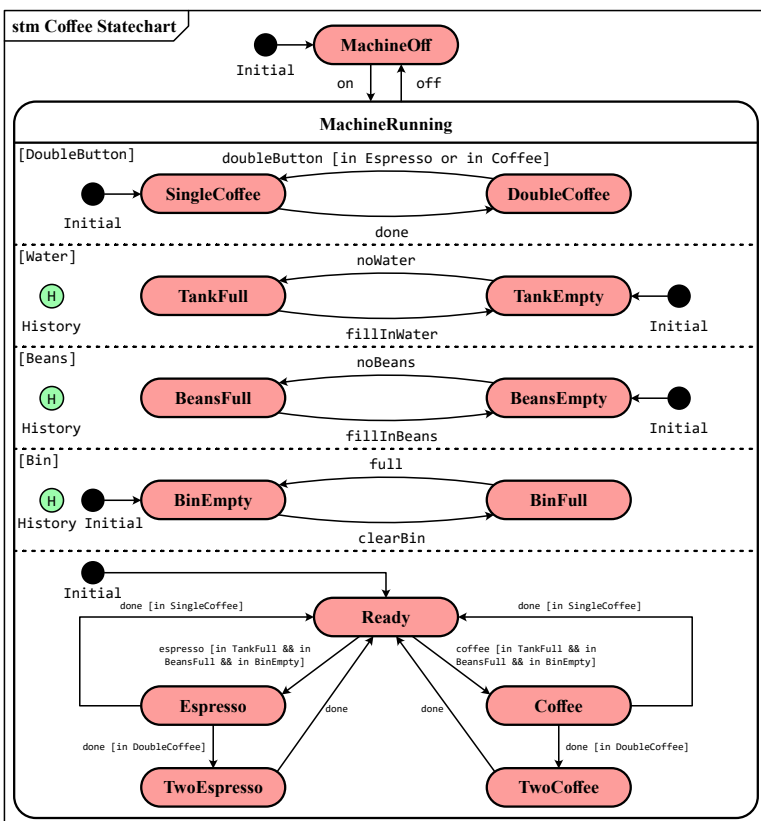 stm Coffee Statechart
MachineOff
Initial
on
off
MachineRunning
[DoubleButton]
doubleButton [in Espresso or in Coffee]
SingleCoffee
DoubleCoffee
Initial
done
[Water]
noWater
H
TankFull
TankEmpty
History
Initial
fillInWater
[Beans]
noBeans
H
BeansFull
BeansEmpty
History
Initial
fillInBeans
[Bin]
full
H
BinEmpty
BinFull
History
Initial
clearBin
Initial
done [in SingleCoffee]
done [in SingleCoffee]
Ready
espresso [in TankFull && in
BeansFull && in BinEmpty]
coffee [in TankFull && in
BeansFull && in BinEmpty]
Espresso
done
done
Coffee
done [in DoubleCoffee]
done [in DoubleCoffee]
TwoEspresso
TwoCoffee